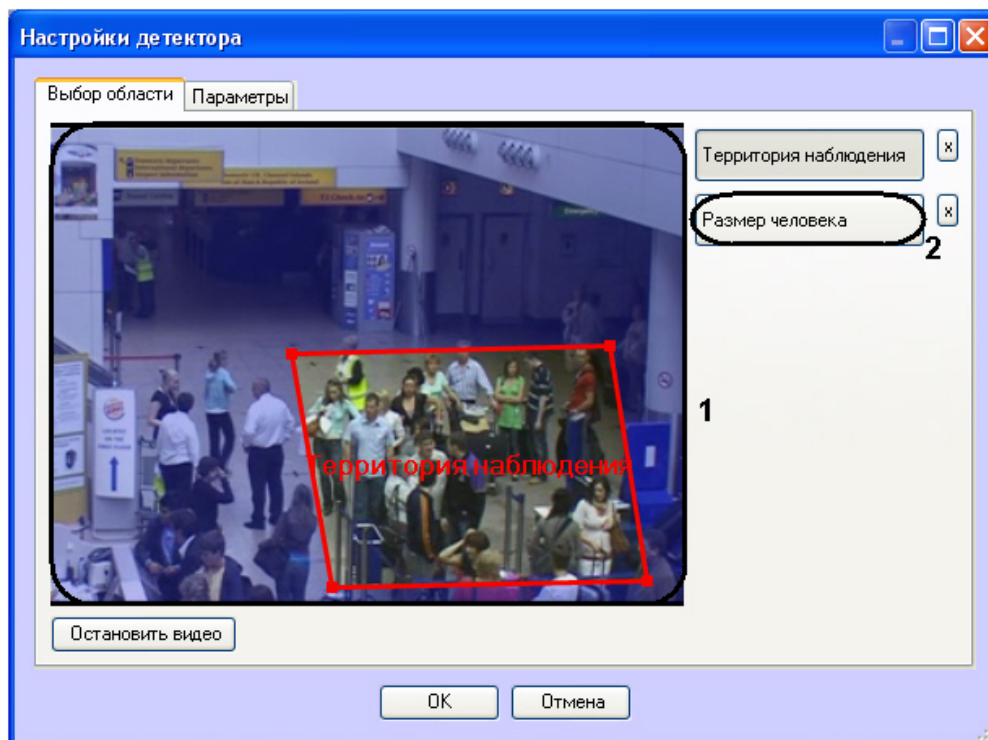 Настройки детектора
Выбор области
Параметры
Территория наблюдения
x
Размер человека
x
2
1
Территория наблюдения
Остановить видео
OK
Отмена